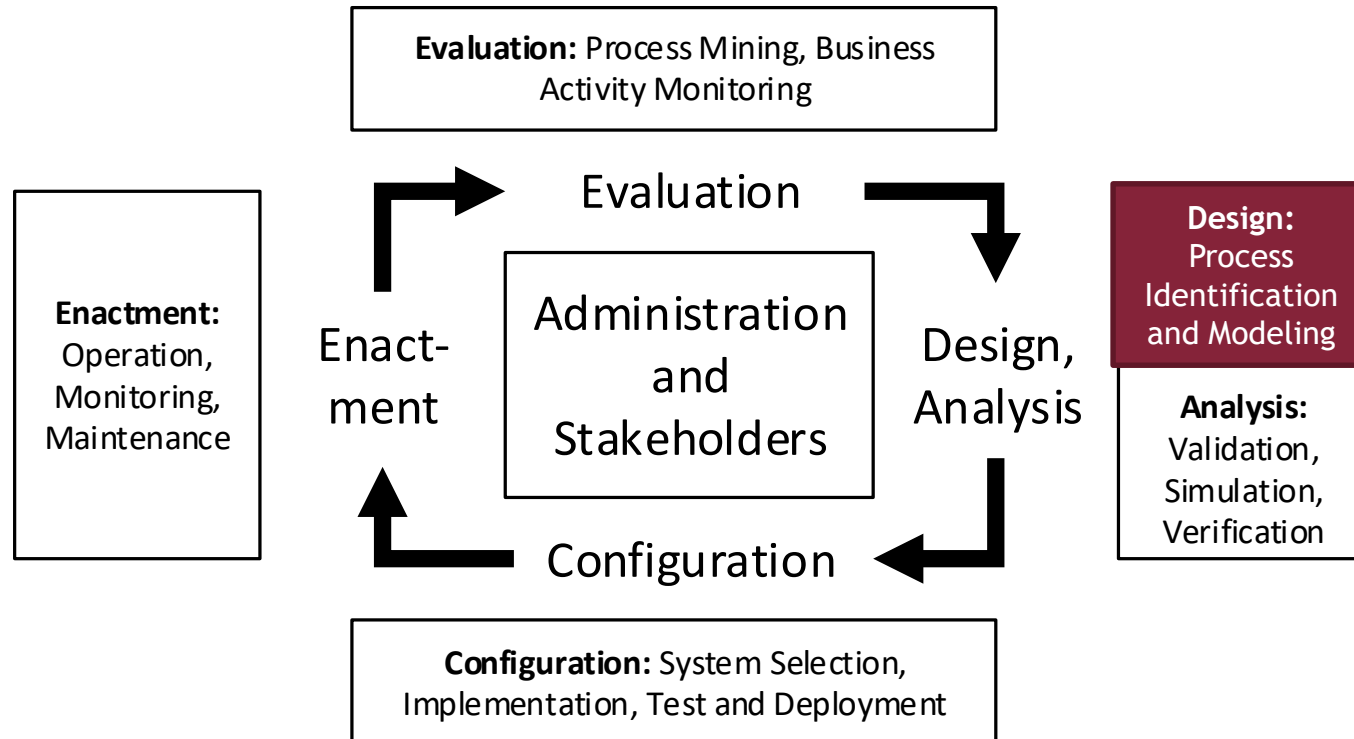 Evaluation: Process Mining, Business
Activity Monitoring
Evaluation
Enactment:
Operation,
Monitoring,
Maintenance
Enact-
ment
Administration
and
Stakeholders
Design,
Analysis
Design:
Process
Identification
and Modeling
Analysis:
Validation,
Simulation,
Verification
Configuration
Configuration: System Selection,
Implementation, Test and Deployment